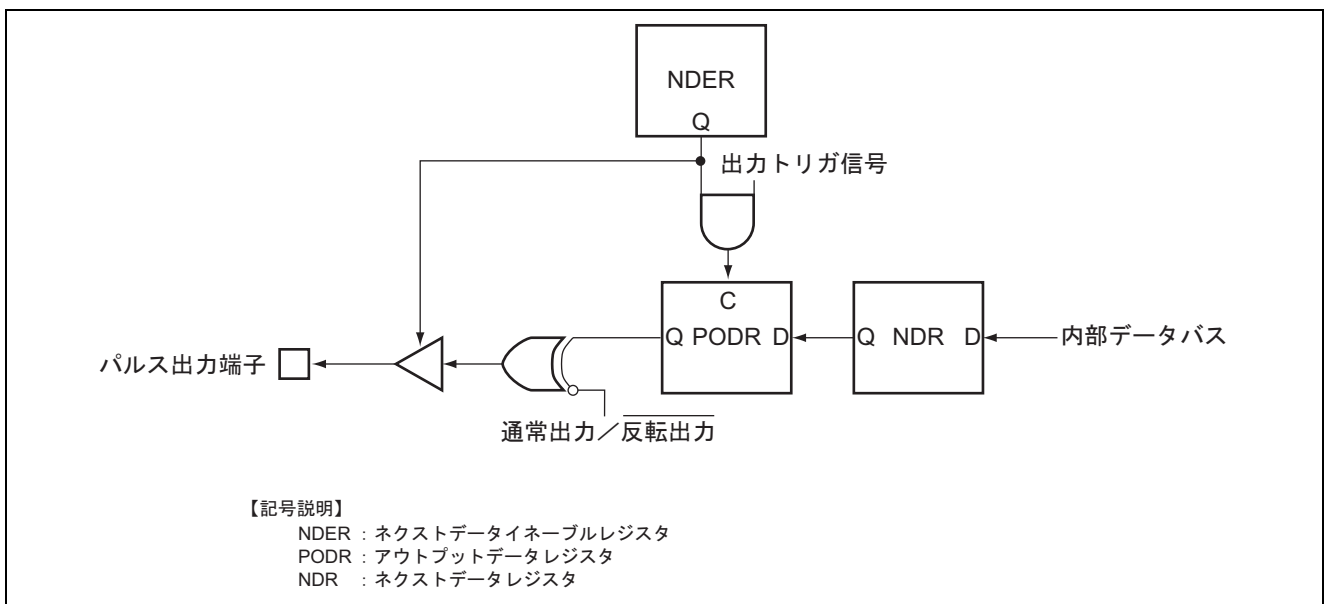 NDER
Q
出力トリガ信号
C
Q PODR D
Q NDR D
内部データバス
パルス出力端子
通常出力／反転出力
【記号説明】
NDER : ネクストデータイネーブルレジスタ
PODR : アウトプットデータレジスタ
NDR : ネクストデータレジスタ